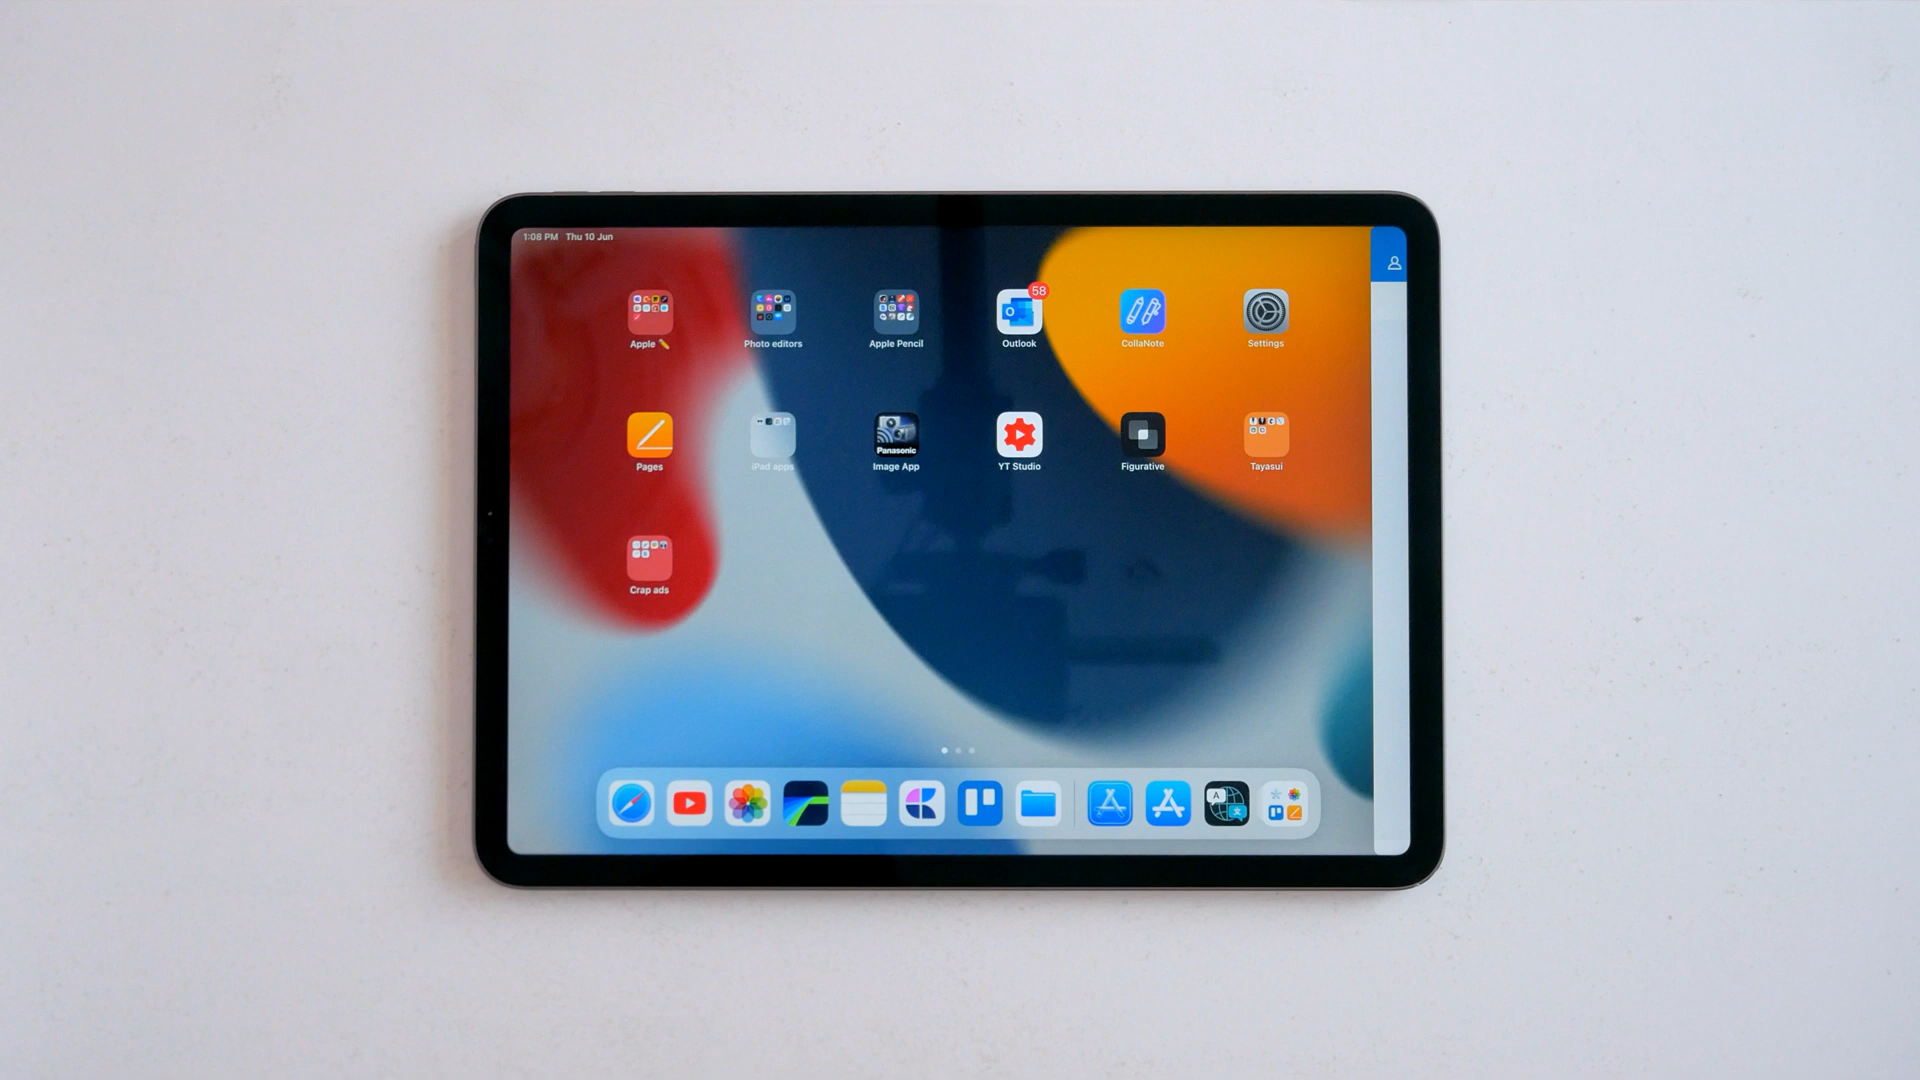 1:08 PM Thu 10 Jun
58
Apple ✏️
Photo editors
Apple Pencil
Outlook
CollaNote
Settings
Panasonic
Pages
iPad apps
Image App
YT Studio
Figurative
Tayasui
Crap ads
A
文